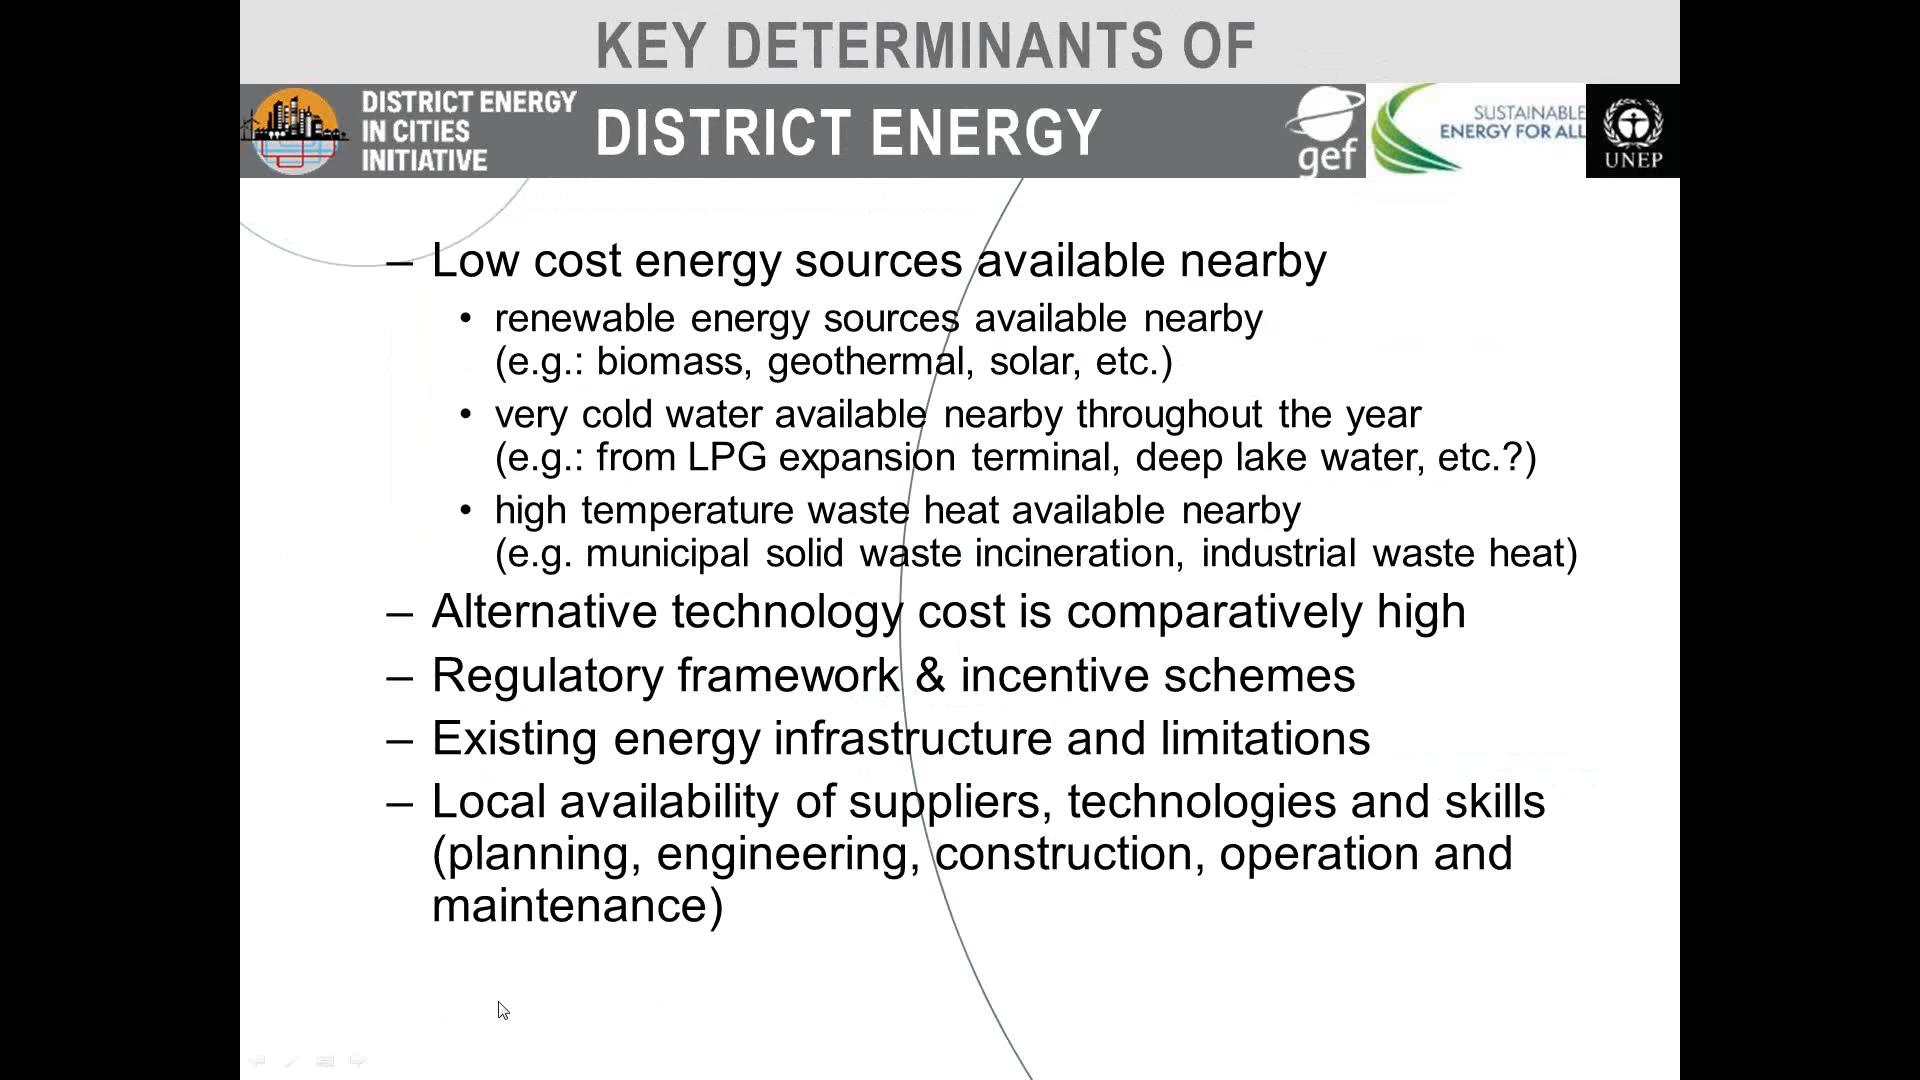 KEY DETERMINANTS OF
DISTRICT ENERGY
IN CITIES
INITIATIVE
DISTRICT ENERGY
gef
SUSTAINABLE
ENERGY FOR ALL
UNEP
– Low cost energy sources available nearby
• renewable energy sources available nearby
(e.g.: biomass, geothermal, solar, etc.)
• very cold water available nearby throughout the year
(e.g.: from LPG expansion terminal, deep lake water, etc.?)
• high temperature waste heat available nearby
(e.g. municipal solid waste incineration, industrial waste heat)
– Alternative technology cost is comparatively high
– Regulatory framework & incentive schemes
– Existing energy infrastructure and limitations
– Local availability of suppliers, technologies and skills
(planning, engineering, construction, operation and
maintenance)